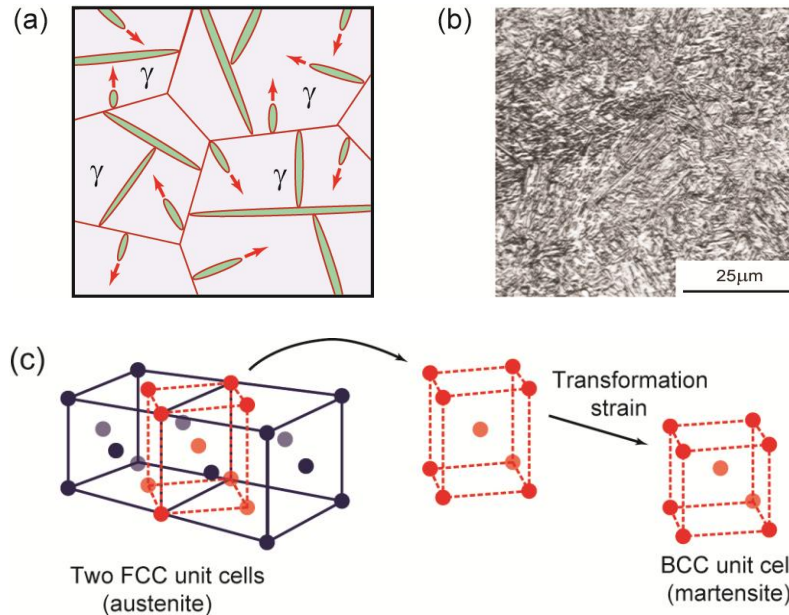 (a)
γ
γ
γ
γ
(b)
25μm
(c)
Two FCC unit cells
(austenite)
Transformation
strain
BCC unit cel
(martensite)